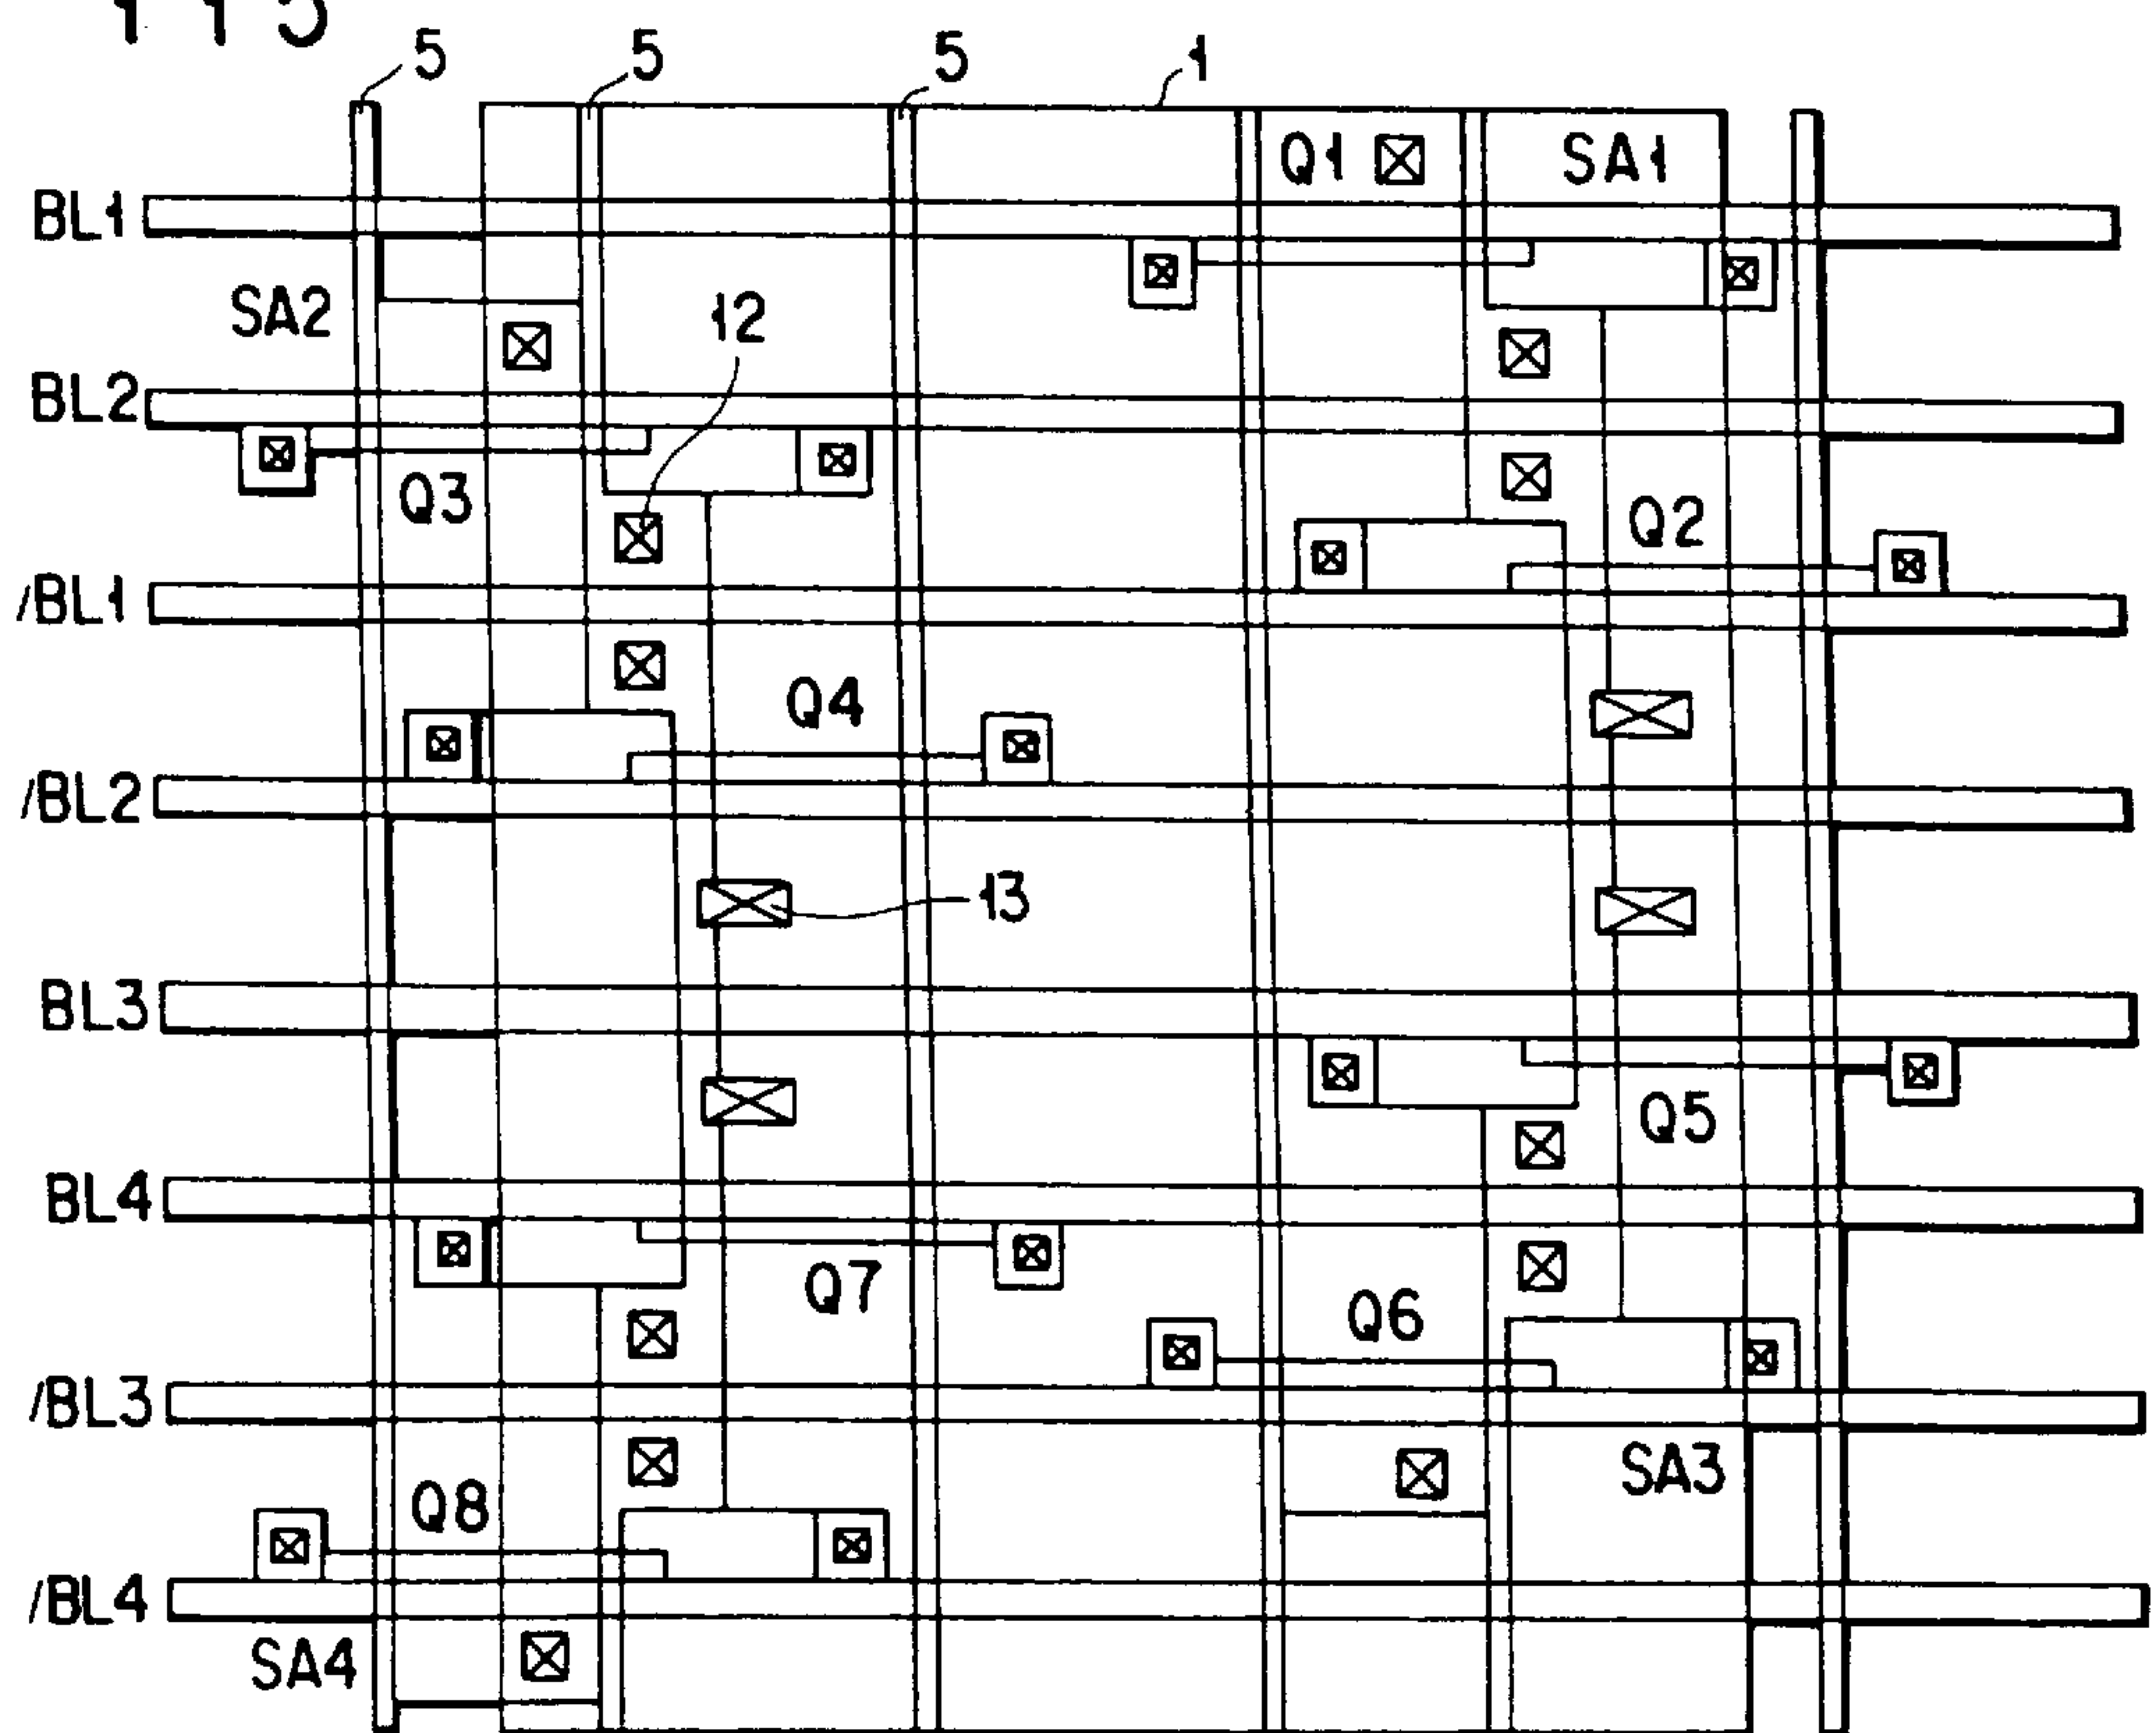 5 5 5 1
Q1 SA1
BL1
SA2 12
BL2
Q3 Q2
/BL1
Q4
/BL2
13
BL3
Q5
BL4
Q7 Q6
/BL3
SA3
Q8
/BL4
SA4